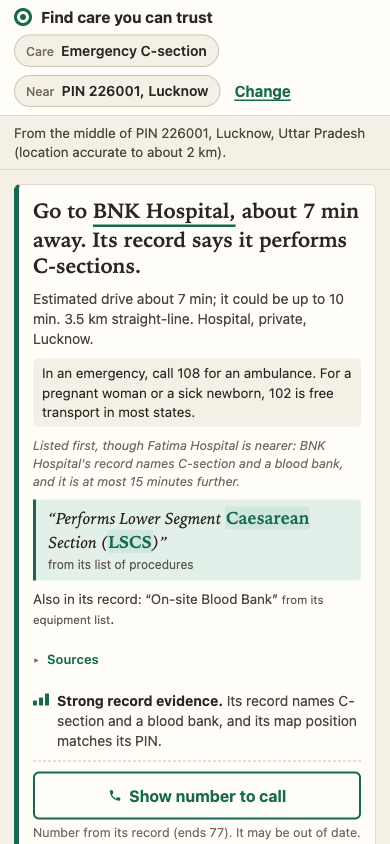 Find care you can trust
Care Emergency C-section
Near PIN 226001, Lucknow Change
From the middle of PIN 226001, Lucknow, Uttar Pradesh
(location accurate to about 2 km).
Go to BNK Hospital, about 7 min
away. Its record says it performs
C-sections.
Estimated drive about 7 min; it could be up to 10
min. 3.5 km straight-line. Hospital, private,
Lucknow.
In an emergency, call 108 for an ambulance. For a
pregnant woman or a sick newborn, 102 is free
transport in most states.
Listed first, though Fatima Hospital is nearer: BNK
Hospital's record names C-section and a blood bank,
and it is at most 15 minutes further.
“Performs Lower Segment Caesarean
Section (LSCS)”
from its list of procedures
Also in its record: “On-site Blood Bank” from its
equipment list.
▸ Sources
Strong record evidence. Its record names C-
section and a blood bank, and its map position
matches its PIN.
Show number to call
Number from its record (ends 77). It may be out of date.